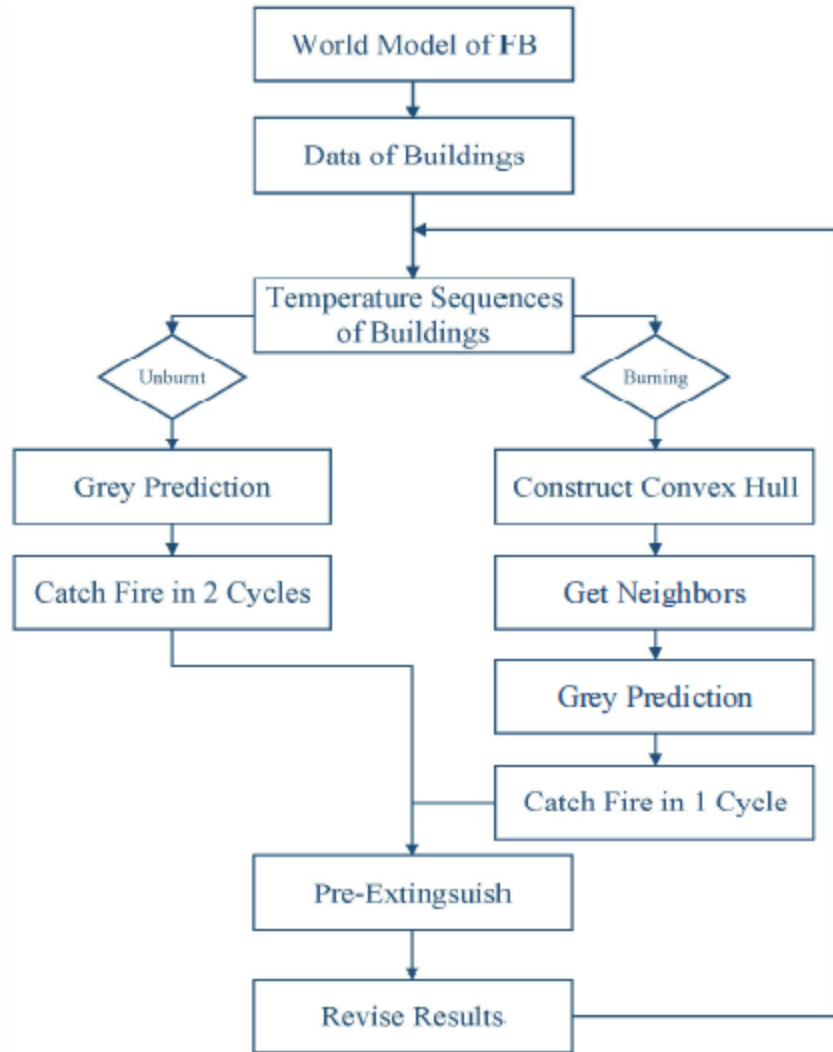 World Model of FB
Data of Buildings
Temperature Sequences
of Buildings
Unburnt
Burning
Grey Prediction
Construct Convex Hull
Catch Fire in 2 Cycles
Get Neighbors
Grey Prediction
Catch Fire in 1 Cycle
Pre-Extingsuish
Revise Results